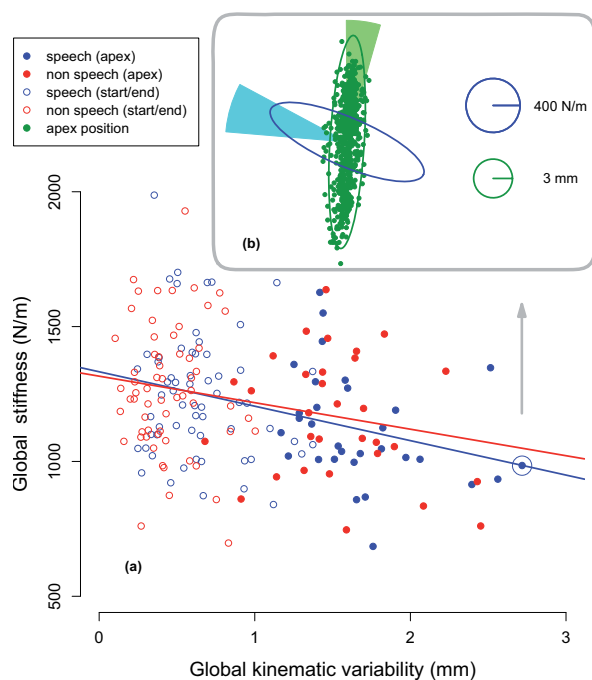 speech (apex)
non speech (apex)
speech (start/end)
non speech (start/end)
apex position
400 N/m
3 mm
(b)
2000
1500
1000
500
Global stiffness (N/m)
(a)
0 1 2 3
Global kinematic variability (mm)